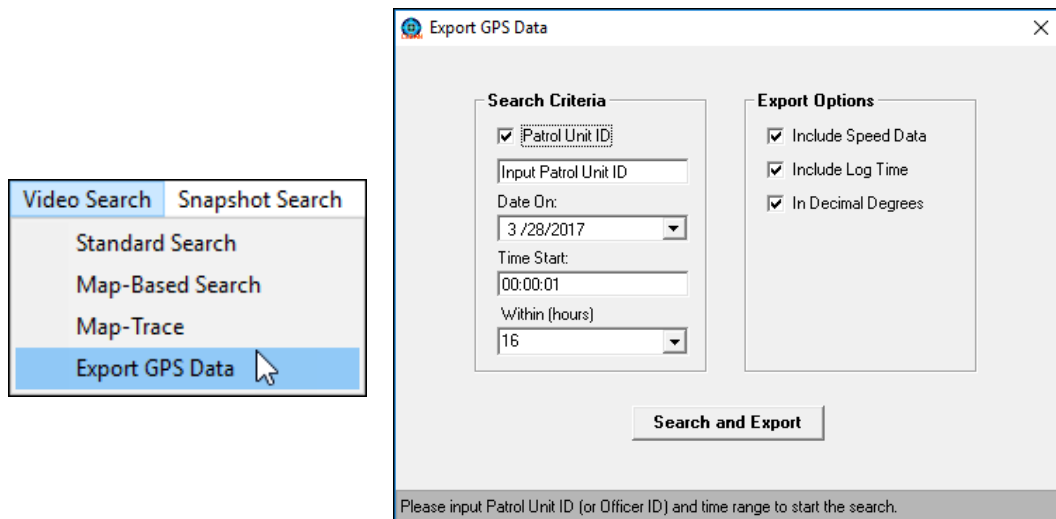 Video Search Snapshot Search
Standard Search
Map-Based Search
Map-Trace
Export GPS Data
Export GPS Data
Search Criteria
Patrol Unit ID
Input Patrol Unit ID
Date On:
3 /28/2017
Time Start:
00:00:01
Within (hours)
16
Export Options
Include Speed Data
Include Log Time
In Decimal Degrees
Search and Export
Please input Patrol Unit ID (or Officer ID) and time range to start the search.